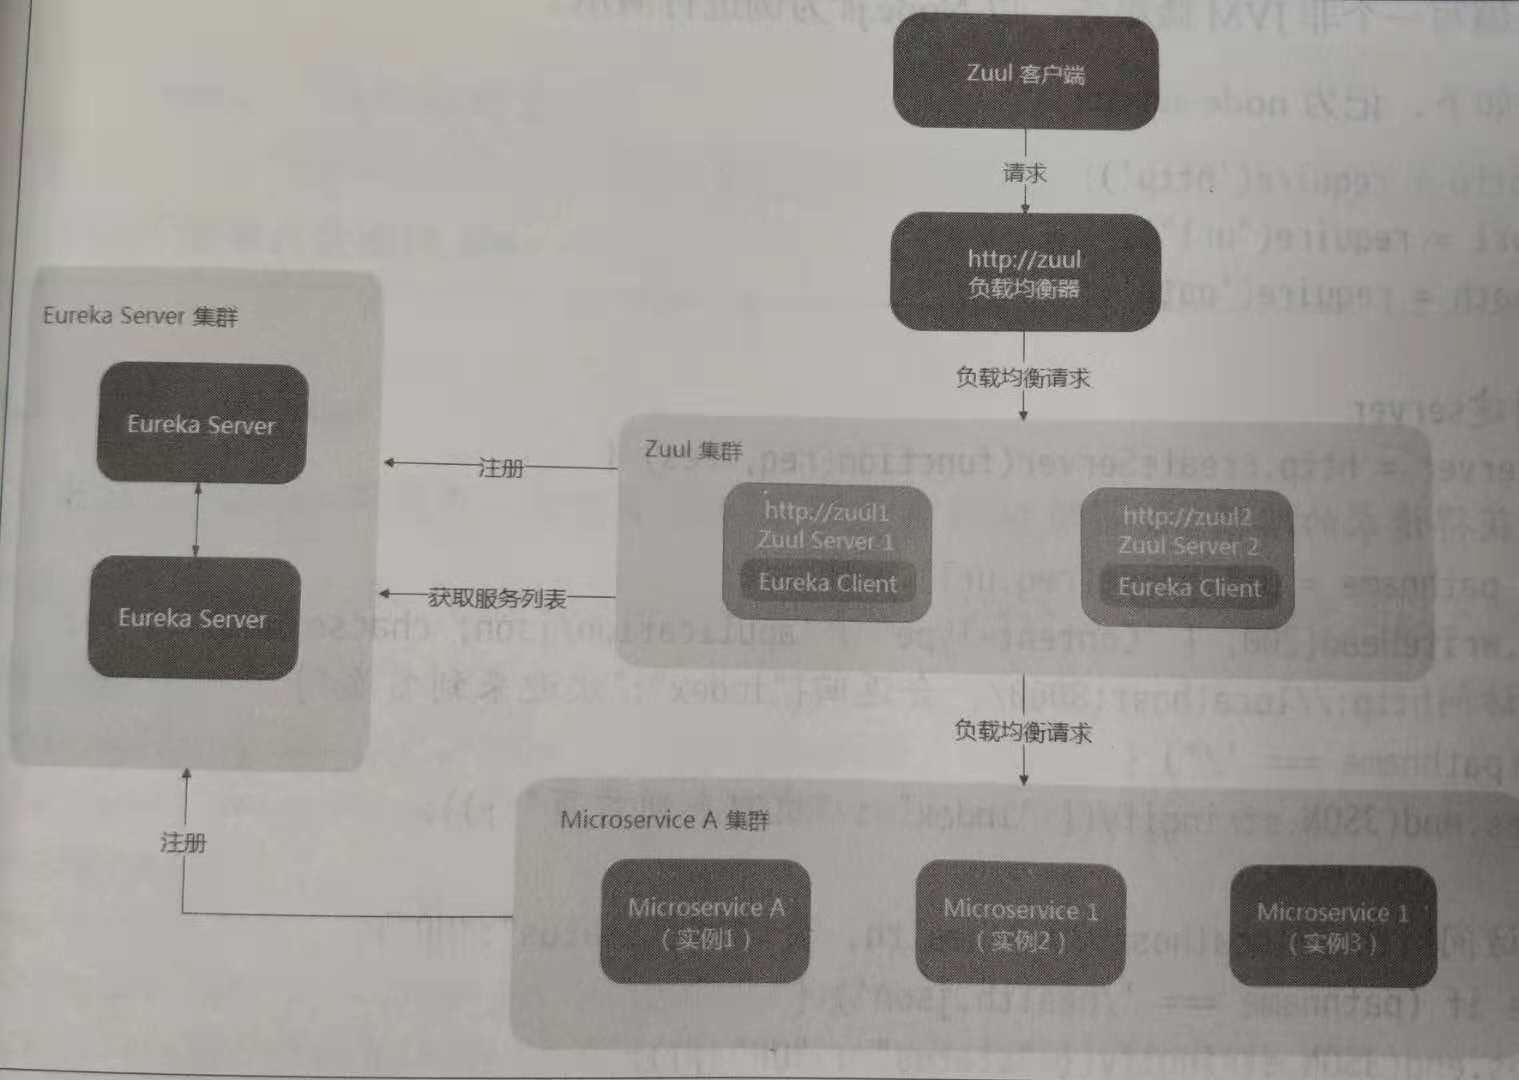 Zuul 客户端
请求
http://zuul
负载均衡器
负载均衡请求
Eureka Server 集群
Eureka Server
Eureka Server
注册
获取服务列表
Zuul 集群
http://zuul1
Zuul Server 1
Eureka Client
http://zuul2
Zuul Server 2
Eureka Client
负载均衡请求
注册
Microservice A 集群
Microservice A
（实例1）
Microservice 1
（实例2）
Microservice 1
（实例3）